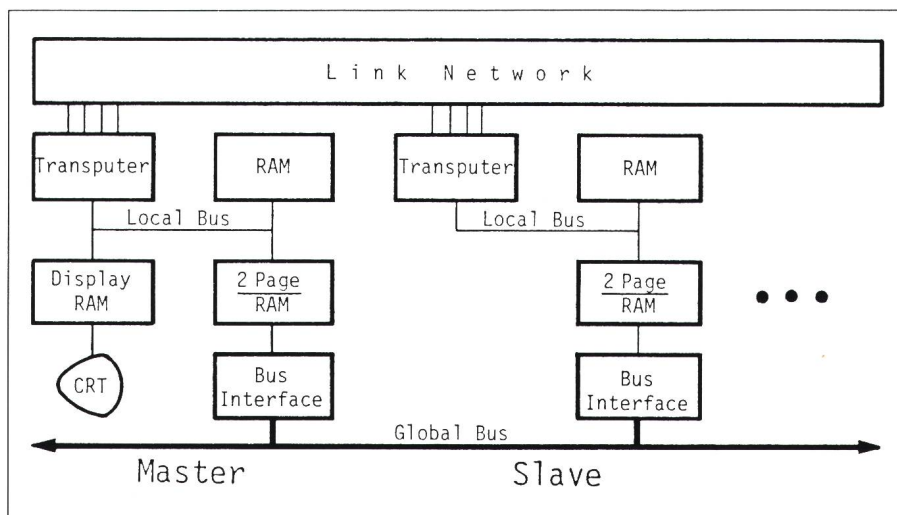 Link Network
Transputer
RAM
Transputer
RAM
Local Bus
Local Bus
Display
RAM
2 Page
RAM
2 Page
RAM
CRT
Bus
Interface
Bus
Interface
Global Bus
Master
Slave